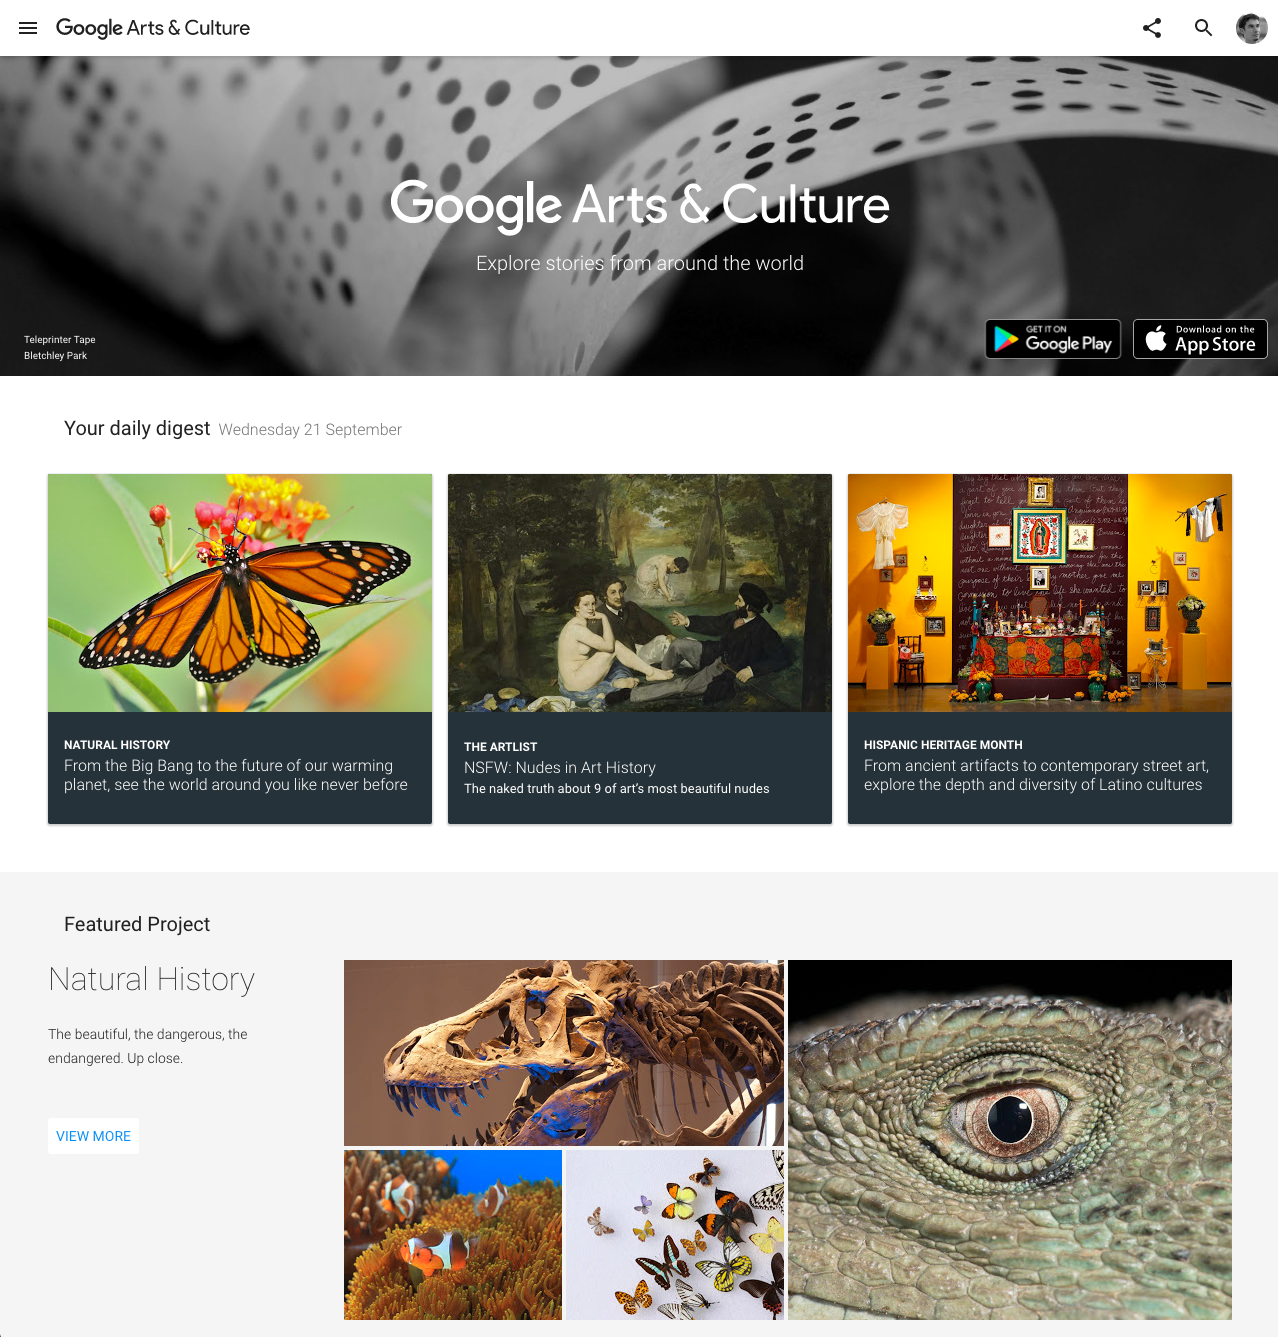 Google Arts & Culture
Google Arts & Culture
Explore stories from around the world
Teleprinter Tape
Bletchley Park
GET IT ON
Google Play
Download on the
App Store
Your daily digest Wednesday 21 September
NATURAL HISTORY
From the Big Bang to the future of our warming
planet, see the world around you like never before
THE ARTLIST
NSFW: Nudes in Art History
The naked truth about 9 of art's most beautiful nudes
HISPANIC HERITAGE MONTH
From ancient artifacts to contemporary street art,
explore the depth and diversity of Latino cultures
Featured Project
Natural History
The beautiful, the dangerous, the
endangered. Up close.
VIEW MORE